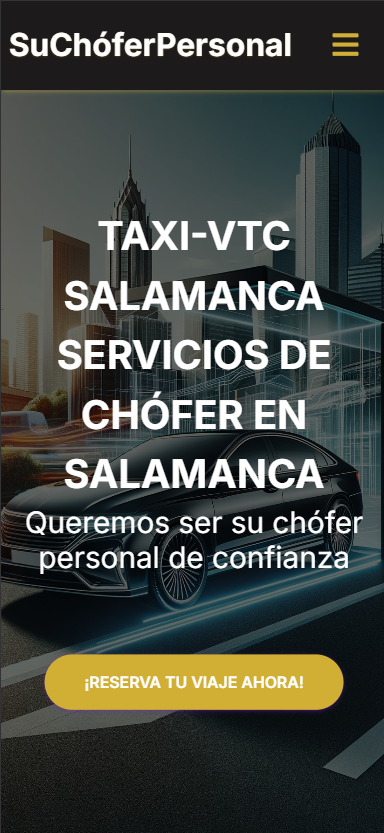 SuChóferPersonal
TAXI-VTC
SALAMANCA
SERVICIOS DE
CHÓFER EN
SALAMANCA
Queremos ser su chófer
personal de confianza
¡RESERVA TU VIAJE AHORA!